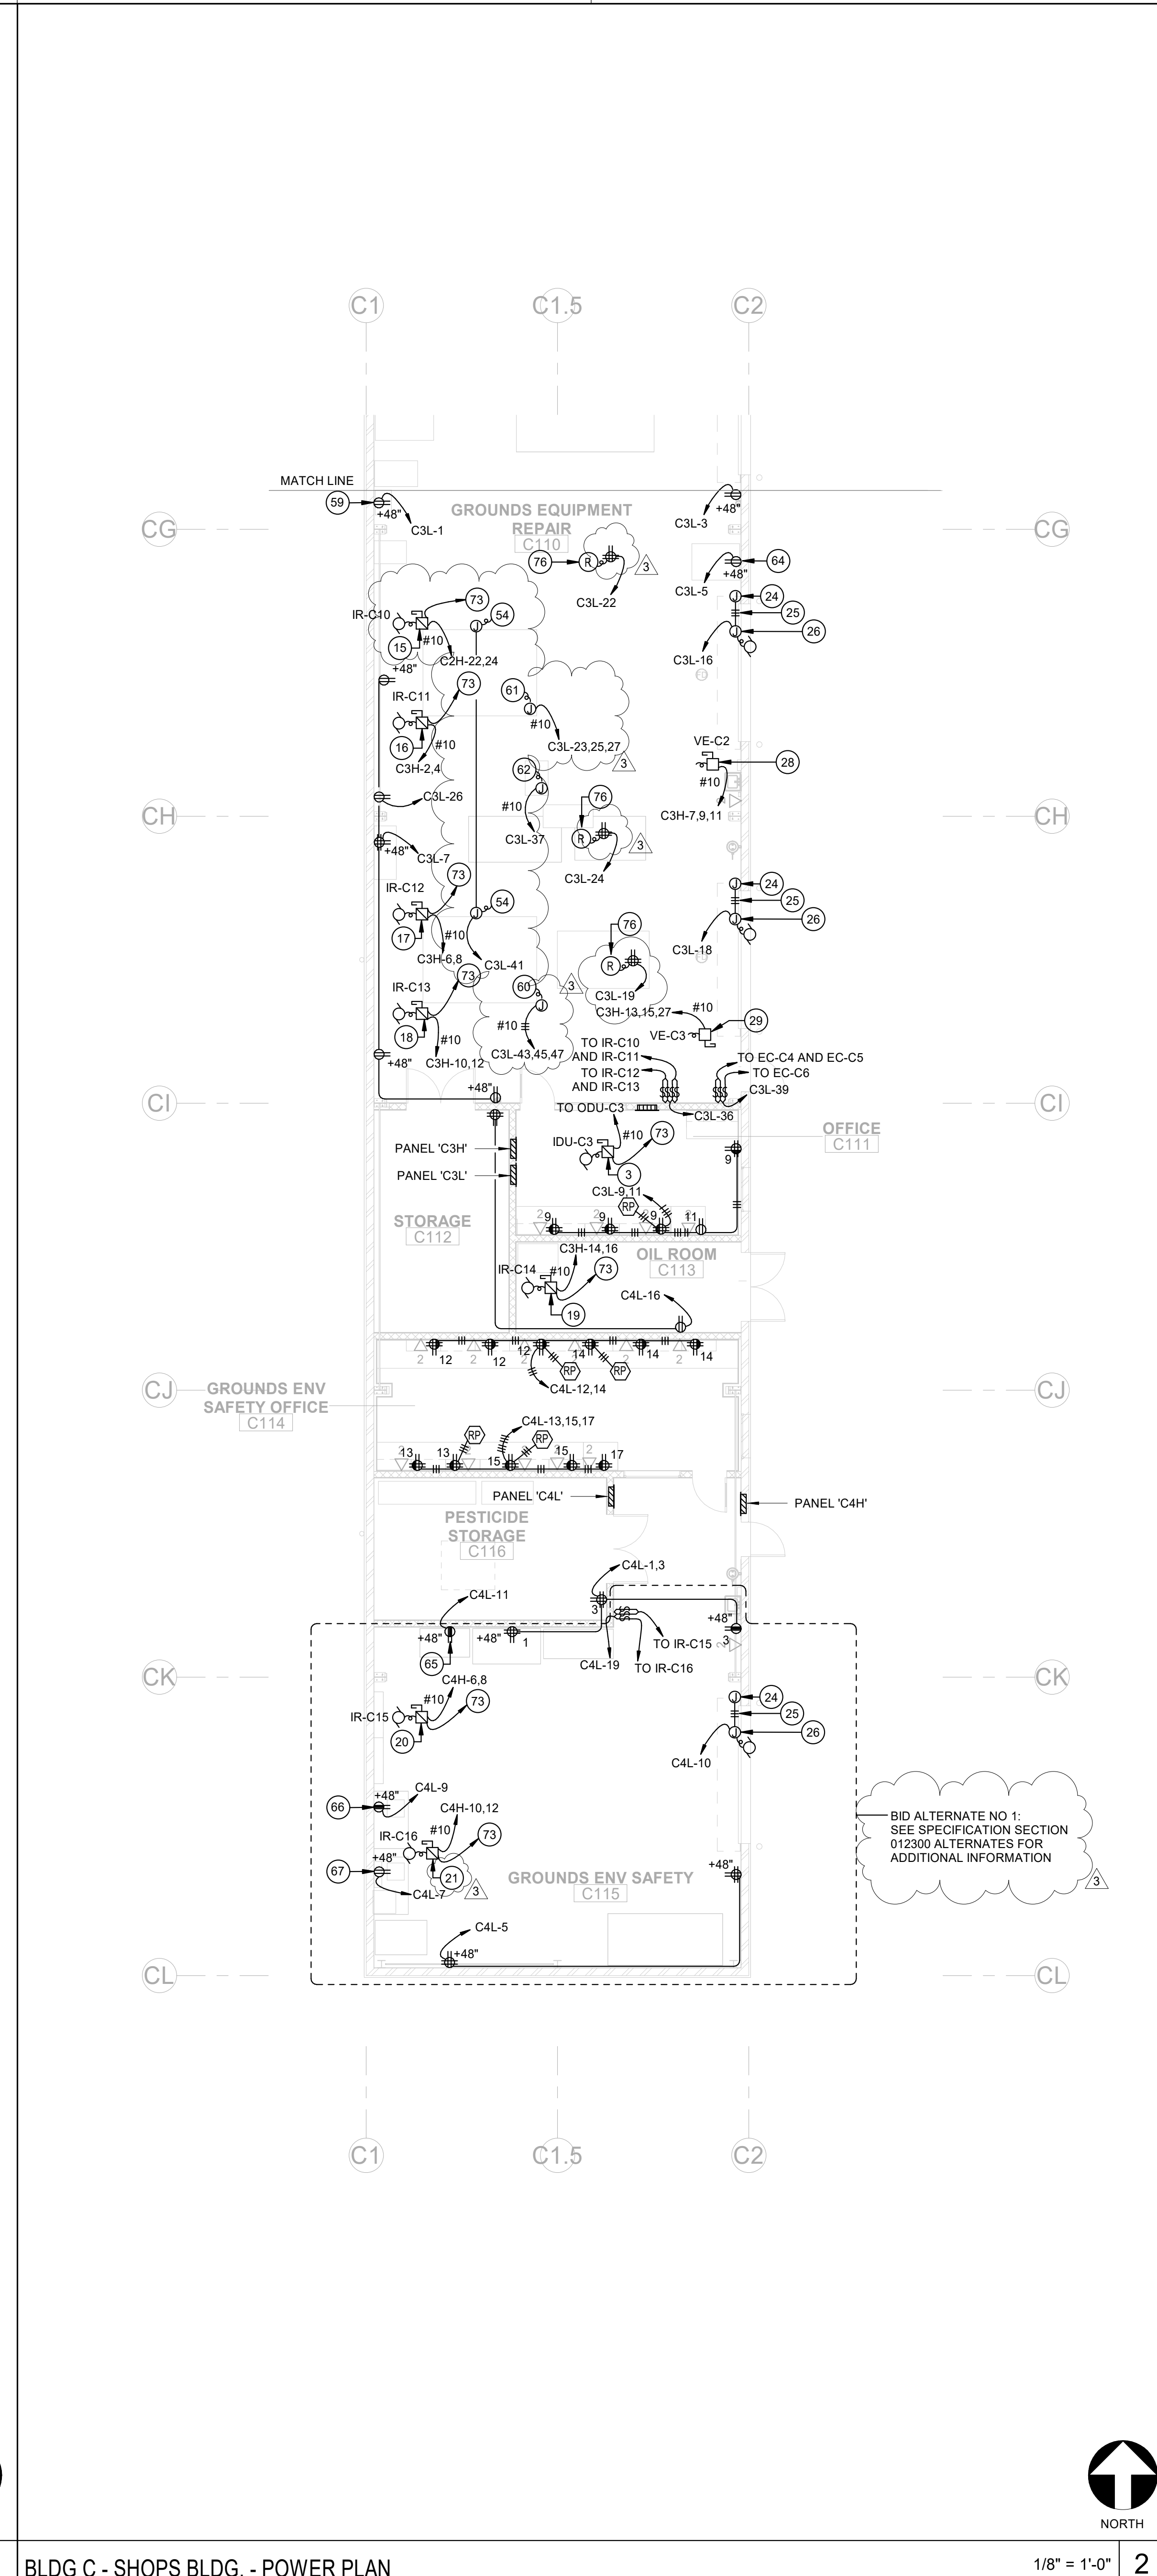 C1
C1.5
C2
MATCH LINE
59
+48"
C3L-1
GROUNDS EQUIPMENT
REPAIR
C110
+48"
C3L-3
CG
CG
76
R
3
C3L-22
64
+48"
C3L-5
24
25
26
C3L-16
IR-C10
73
54
15
#10
C2H-22,24
+48"
73
IR-C11
16
#10
C3H-2,4
61
#10
C3L-23,25,27
3
VE-C2
28
#10
C3H-7,9,11
62
#10
C3L-37
C3L-26
CH
CH
76
R
3
C3L-24
+48"
C3L-7
73
IR-C12
17
#10
C3H-6,8
54
C3L-41
24
25
26
C3L-18
76
R
C3L-19
IR-C13
73
18
#10
C3H-10,12
60
3
#10
C3L-43,45,47
C3H-13,15,27
#10
VE-C3
29
TO IR-C10
AND IR-C11
TO IR-C12
AND IR-C13
TO EC-C4 AND EC-C5
TO EC-C6
C3L-39
+48"
+48"
CI
CI
TO ODU-C3
C3L-36
PANEL 'C3H'
PANEL 'C3L'
IDU-C3
#10
73
3
OFFICE
C111
9
C3L-9,11
RP
2
9
9
9
11
STORAGE
C112
OIL ROOM
C113
C3H-14,16
IR-C14
#10
73
19
C4L-16
2
12
2
12
12
14
2
14
2
14
RP
RP
C4L-12,14
CJ
CJ
GROUNDS ENV
SAFETY OFFICE
C114
C4L-13,15,17
RP
RP
2
13
13
2
15
2
15
2
17
PANEL 'C4L'
PANEL 'C4H'
PESTICIDE
STORAGE
C116
C4L-1,3
C4L-11
3
+48"
3
2
+48"
65
+48"
1
C4L-19
TO IR-C15
TO IR-C16
CK
CK
C4H-6,8
#10
73
IR-C15
20
24
25
26
C4L-10
C4L-9
66
+48"
C4H-10,12
#10
73
IR-C16
21
3
67
+48"
C4L-7
BID ALTERNATE NO 1:
SEE SPECIFICATION SECTION
012300 ALTERNATES FOR
ADDITIONAL INFORMATION
3
GROUNDS ENV SAFETY
C115
+48"
C4L-5
+48"
CL
CL
C1
C1.5
C2
NORTH
BLDG C - SHOPS BLDG. - POWER PLAN
1/8" = 1'-0"
2